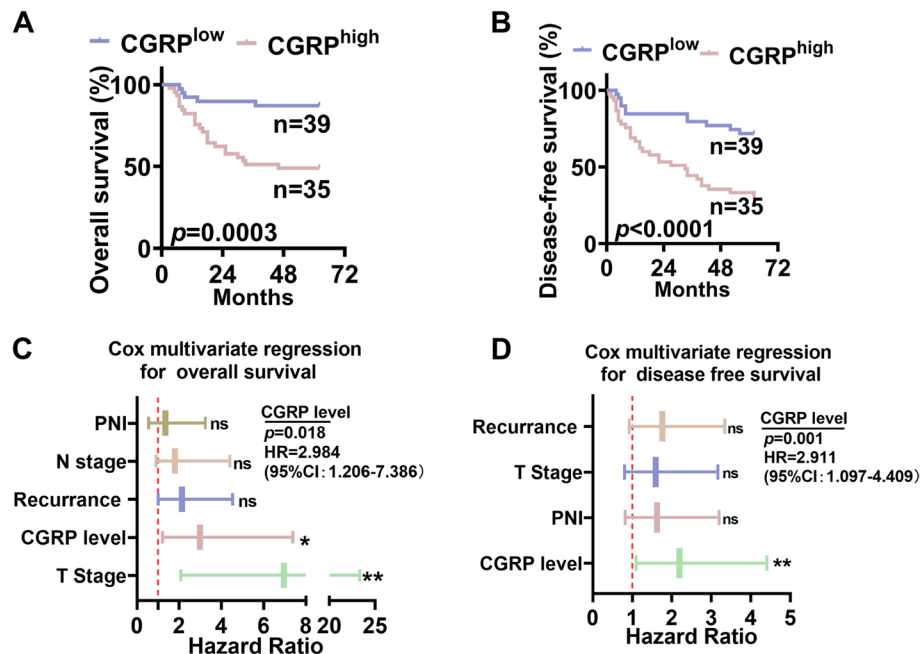 A
CGRPlow CGRPhigh
Overall survival (%)
100
50
0
n=39
n=35
p=0.0003
0 24 48 72
Months
B
CGRPlow CGRPhigh
Disease-free survival (%)
100
50
0
n=39
n=35
p<0.0001
0 24 48 72
Months
C
Cox multivariate regression
for overall survival
PNI
N stage
Recurrance
CGRP level
T Stage
ns
ns
ns
*
**
CGRP level
p=0.018
HR=2.984
(95%CI:1.206-7.386)
0 2 4 6 8 20 25
Hazard Ratio
D
Cox multivariate regression
for disease free survival
Recurrance
T Stage
PNI
CGRP level
ns
ns
ns
**
CGRP level
p=0.001
HR=2.911
(95%CI:1.097-4.409)
0 1 2 3 4 5
Hazard Ratio